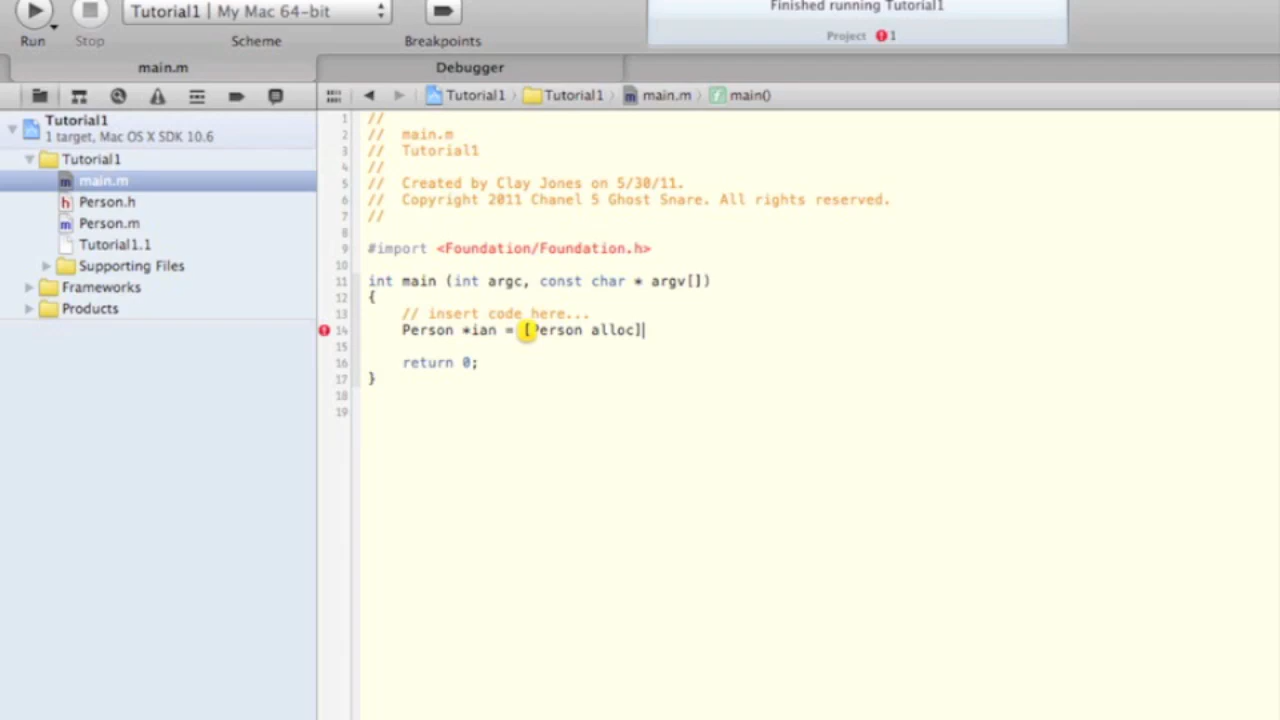 Tutorial1 | My Mac 64-bit
Finished running Tutorial1
Run Stop Scheme Breakpoints
Project 1
main.m Debugger
Tutorial1 Tutorial1 main.m main()
Tutorial1
1 target, Mac OS X SDK 10.6
Tutorial1
main.m
Person.h
Person.m
Tutorial1.1
Supporting Files
Frameworks
Products
1 //
2 // main.m
3 // Tutorial1
4 //
5 // Created by Clay Jones on 5/30/11.
6 // Copyright 2011 Chanel 5 Ghost Snare. All rights reserved.
7 //
8
9 #import <Foundation/Foundation.h>
10
11 int main (int argc, const char * argv[])
12 {
13 // insert code here...
14 Person *ian = [Person alloc]
15
16 return 0;
17 }
18
19